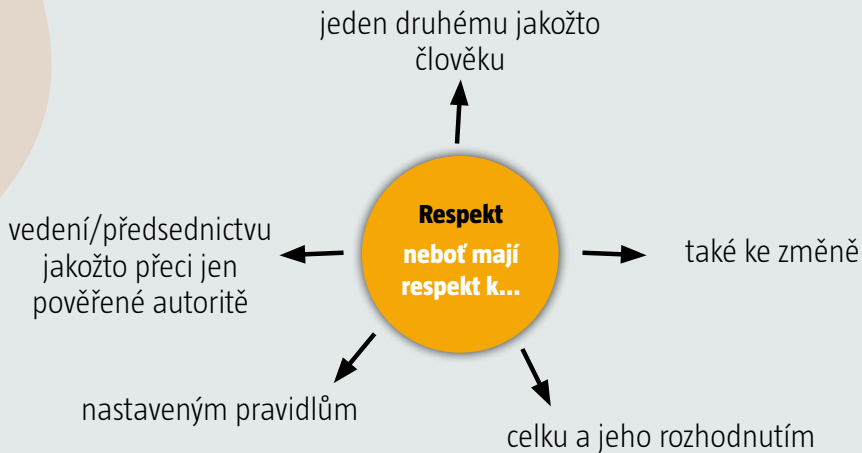 jeden druhému jakožto
člověku
Respekt
neboť mají
respekt k...
vedení/předsednictvu
jakožto přeci jen
pověřené autoritě
také ke změně
nastaveným pravidlům
celku a jeho rozhodnutím